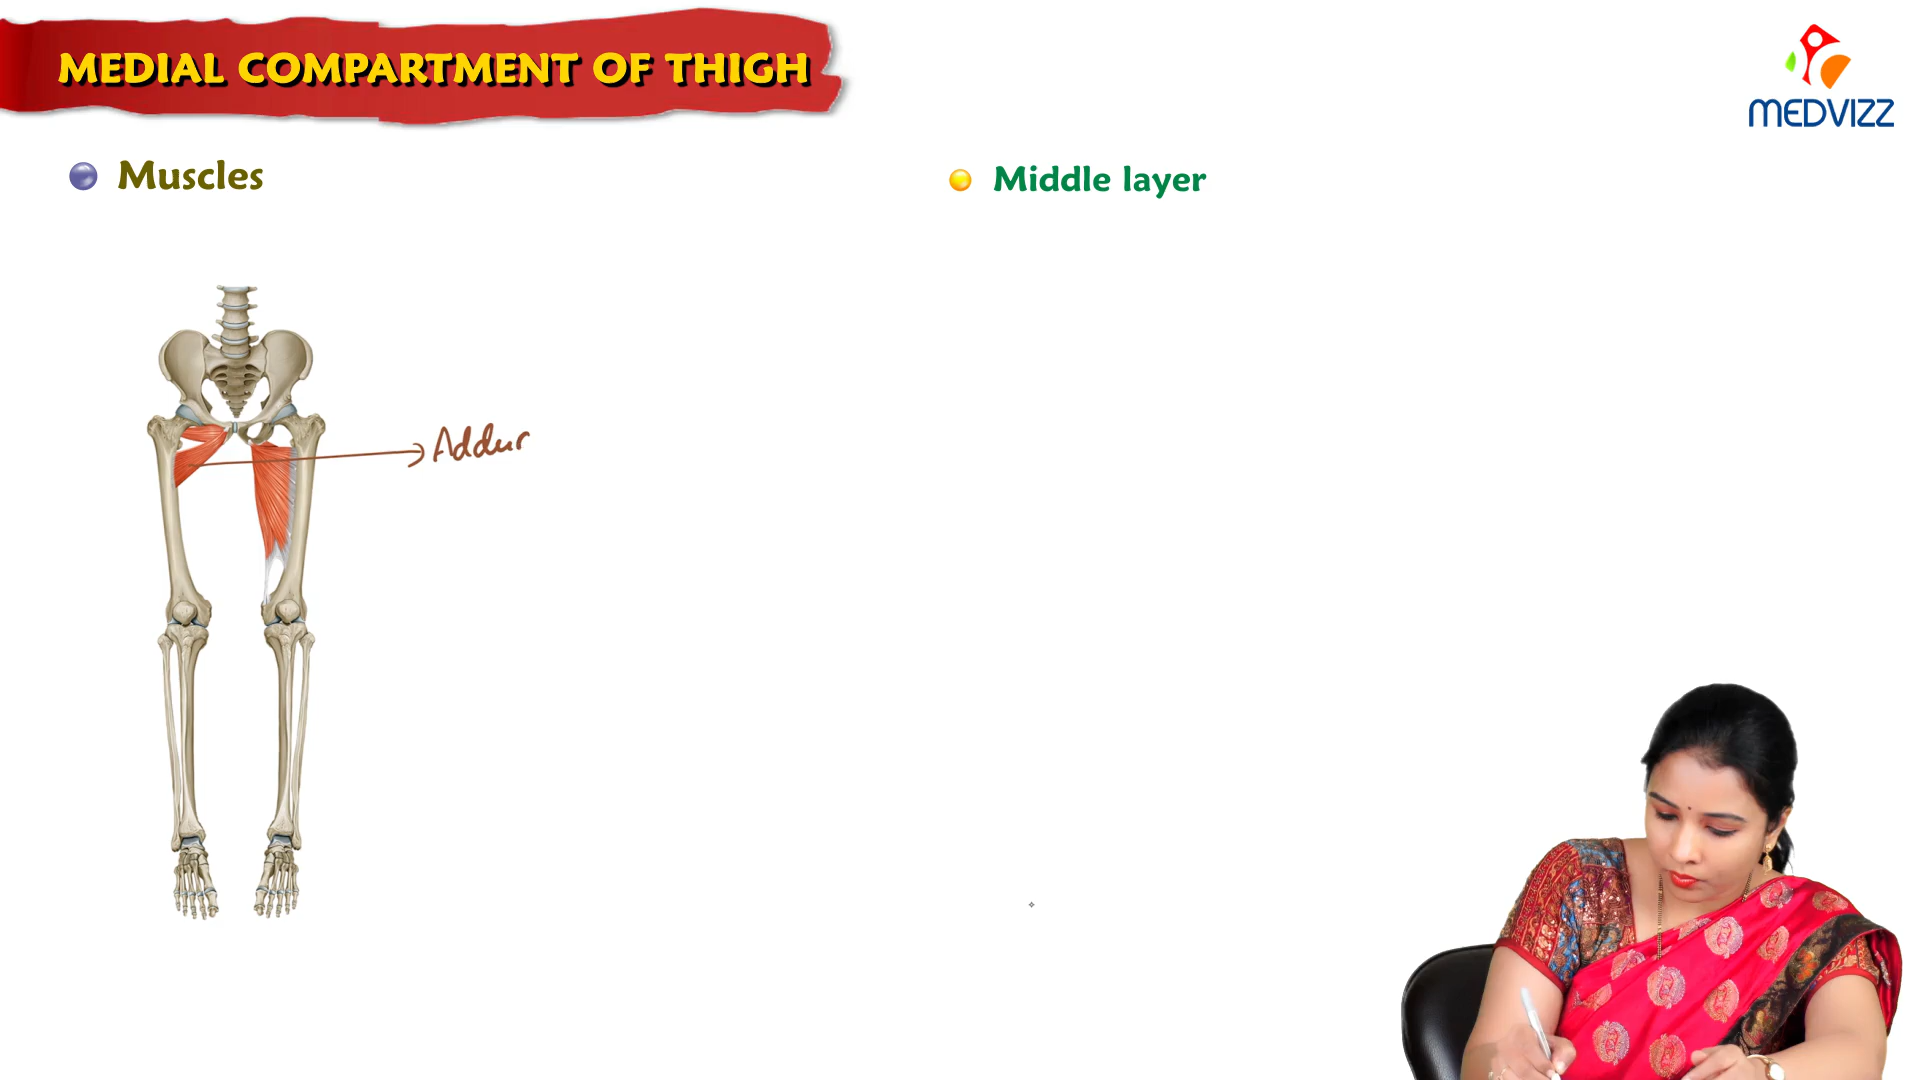 MEDIAL COMPARTMENT OF THIGH
MEDVIZZ
Muscles
Middle layer
Addur